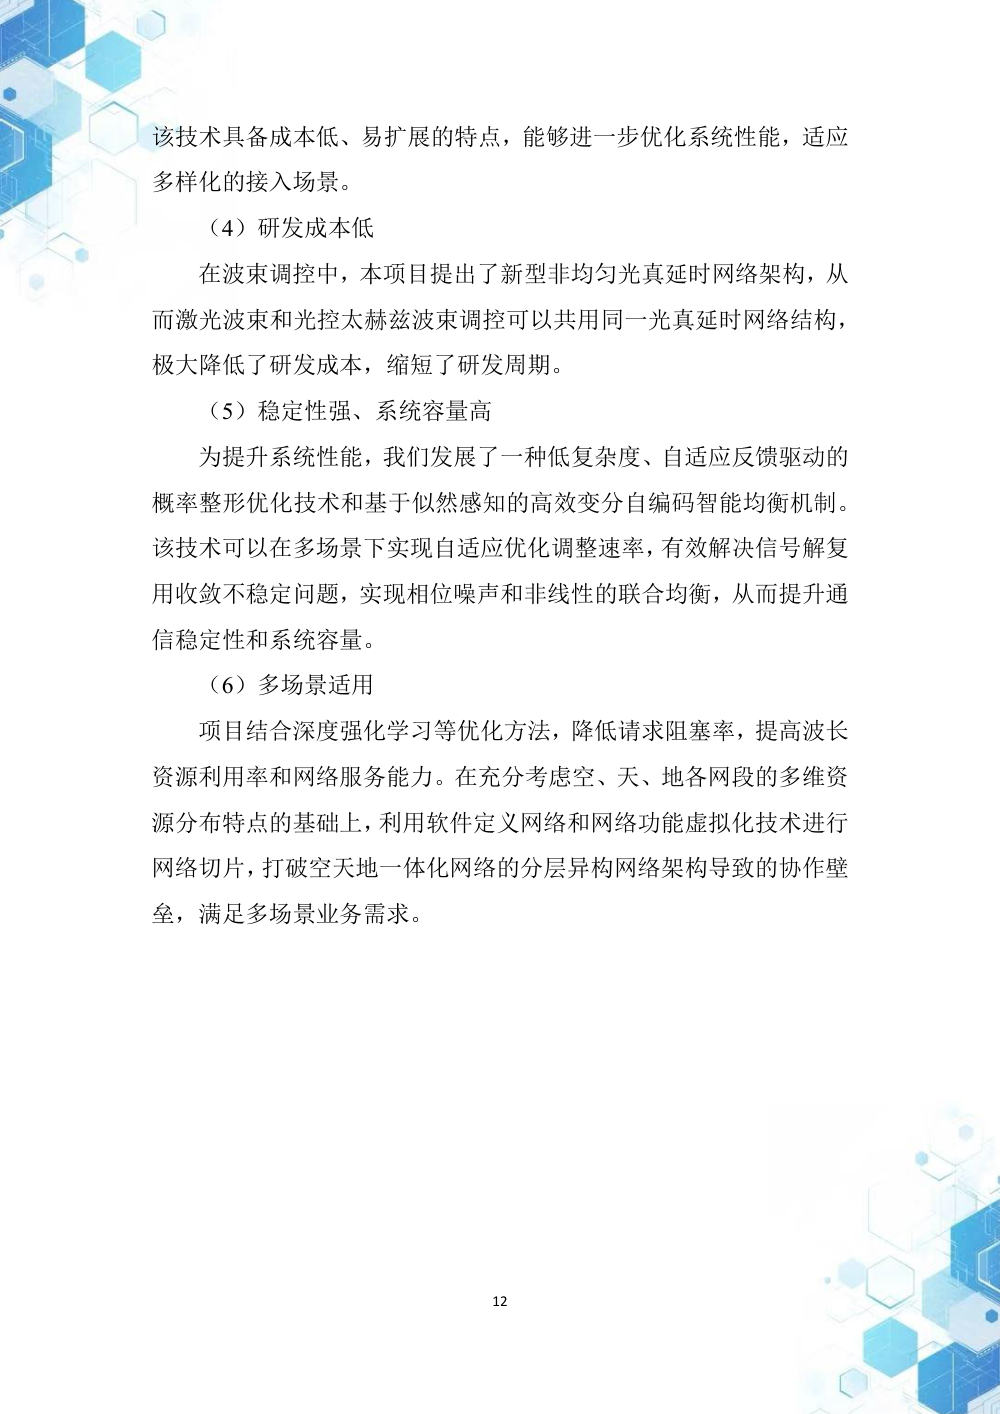 该技术具备成本低、易扩展的特点，能够进一步优化系统性能，适应
多样化的接入场景。
（4）研发成本低
在波束调控中，本项目提出了新型非均匀光真延时网络架构，从
而激光波束和光控太赫兹波束调控可以共用同一光真延时网络结构，
极大降低了研发成本，缩短了研发周期。
（5）稳定性强、系统容量高
为提升系统性能，我们发展了一种低复杂度、自适应反馈驱动的
概率整形优化技术和基于似然感知的高效变分自编码智能均衡机制。
该技术可以在多场景下实现自适应优化调整速率，有效解决信号解复
用收敛不稳定问题，实现相位噪声和非线性的联合均衡，从而提升通
信稳定性和系统容量。
（6）多场景适用
项目结合深度强化学习等优化方法，降低请求阻塞率，提高波长
资源利用率和网络服务能力。在充分考虑空、天、地各网段的多维资
源分布特点的基础上，利用软件定义网络和网络功能虚拟化技术进行
网络切片，打破空天地一体化网络的分层异构网络架构导致的协作壁
垒，满足多场景业务需求。
12